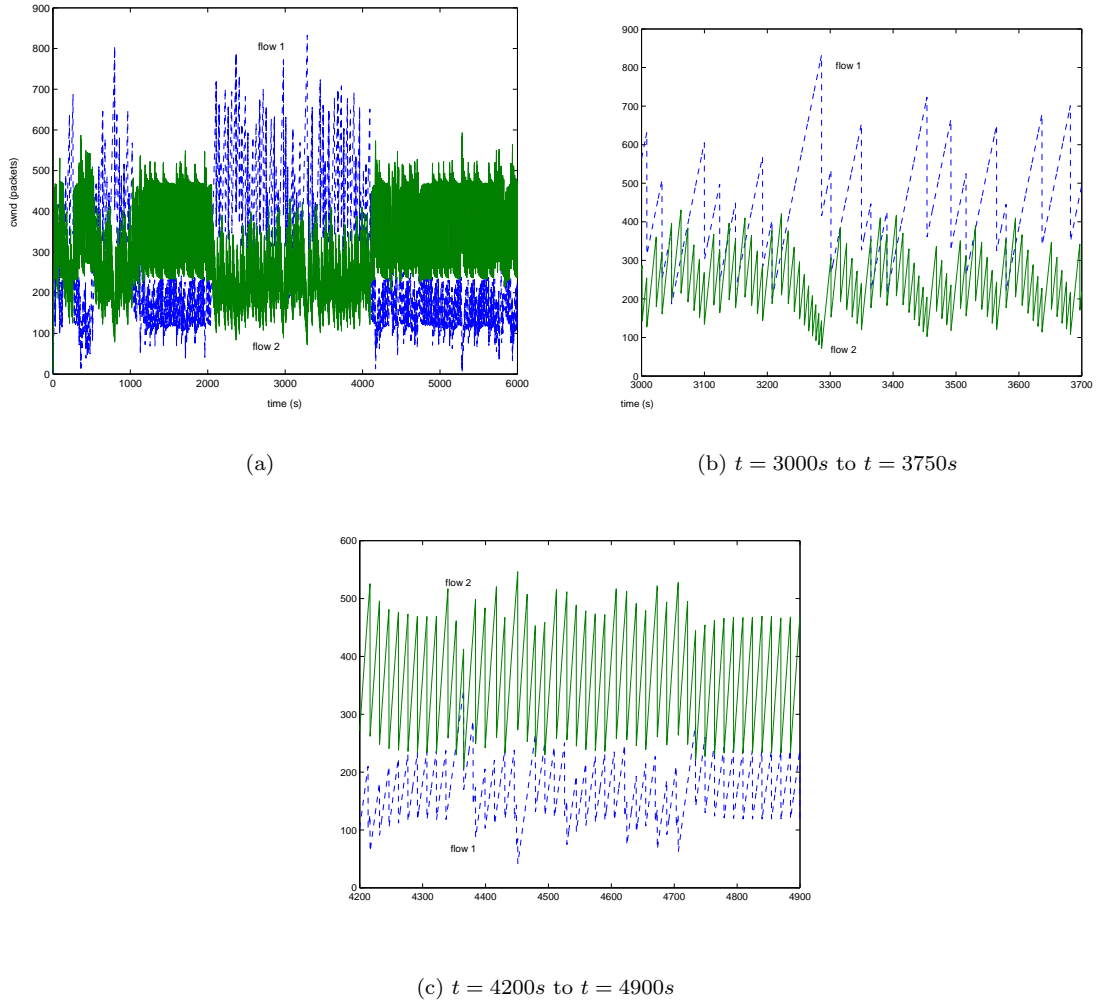 900
800
700
600
500
400
300
200
100
0
cwnd (packets)
flow 1
flow 2
0 1000 2000 3000 4000 5000 6000
time (s)
(a)
900
800
700
600
500
400
300
200
100
0
flow 1
flow 2
3000 3100 3200 3300 3400 3500 3600 3700
time (s)
(b) t = 3000s to t = 3750s
600
500
400
300
200
100
0
flow 2
flow 1
4200 4300 4400 4500 4600 4700 4800 4900
(c) t = 4200s to t = 4900s